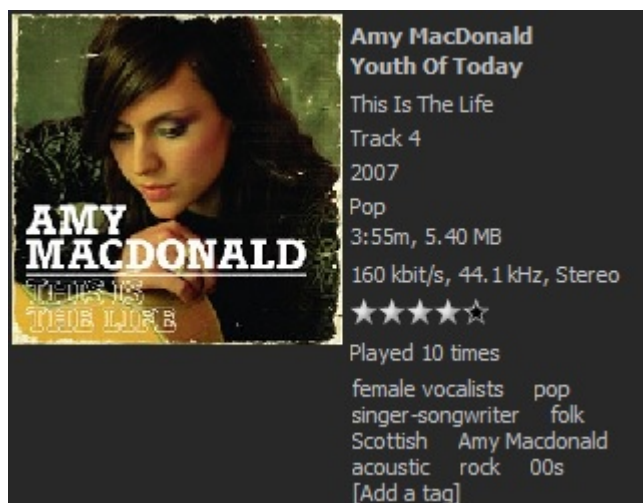 AMY
MACDONALD
THIS IS
THE LIFE
Amy MacDonald
Youth Of Today
This Is The Life
Track 4
2007
Pop
3:55m, 5.40 MB
160 kbit/s, 44.1 kHz, Stereo
Played 10 times
female vocalists pop
singer-songwriter folk
Scottish Amy Macdonald
acoustic rock 00s
[Add a tag]